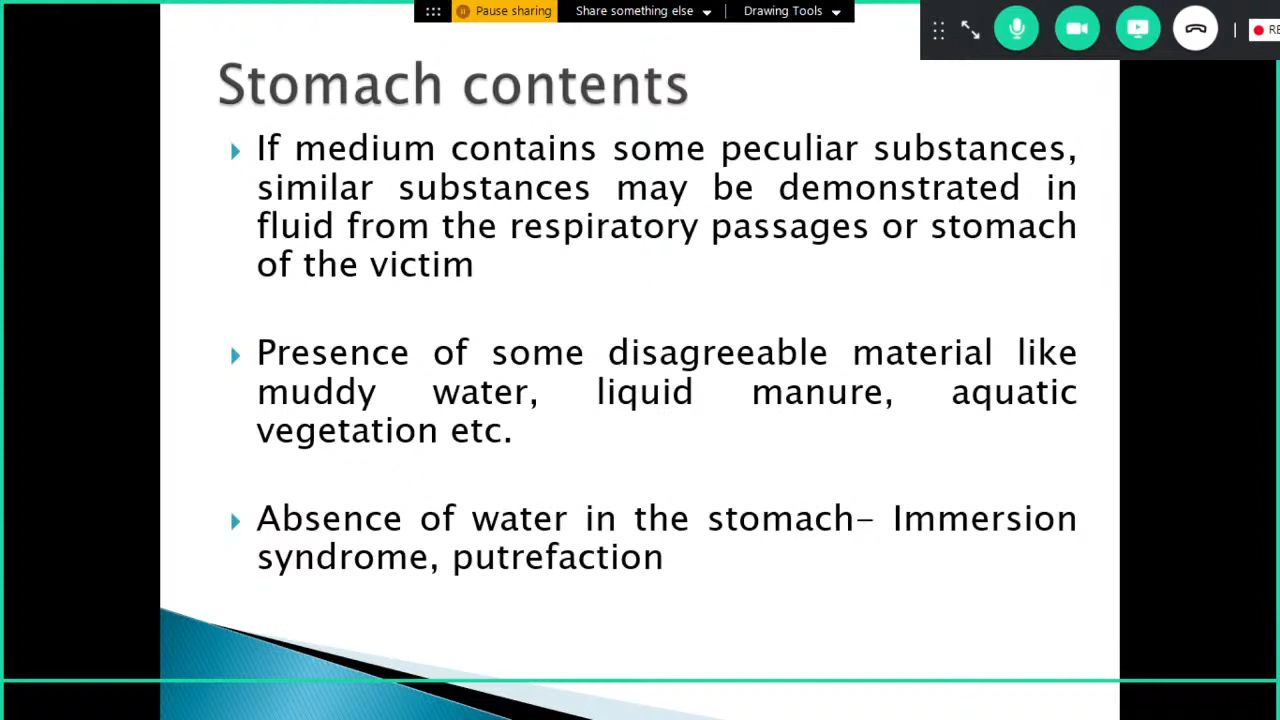 Pause sharing Share something else Drawing Tools
RE
Stomach contents
If medium contains some peculiar substances,
similar substances may be demonstrated in
fluid from the respiratory passages or stomach
of the victim
Presence of some disagreeable material like
muddy water, liquid manure, aquatic
vegetation etc.
Absence of water in the stomach– Immersion
syndrome, putrefaction